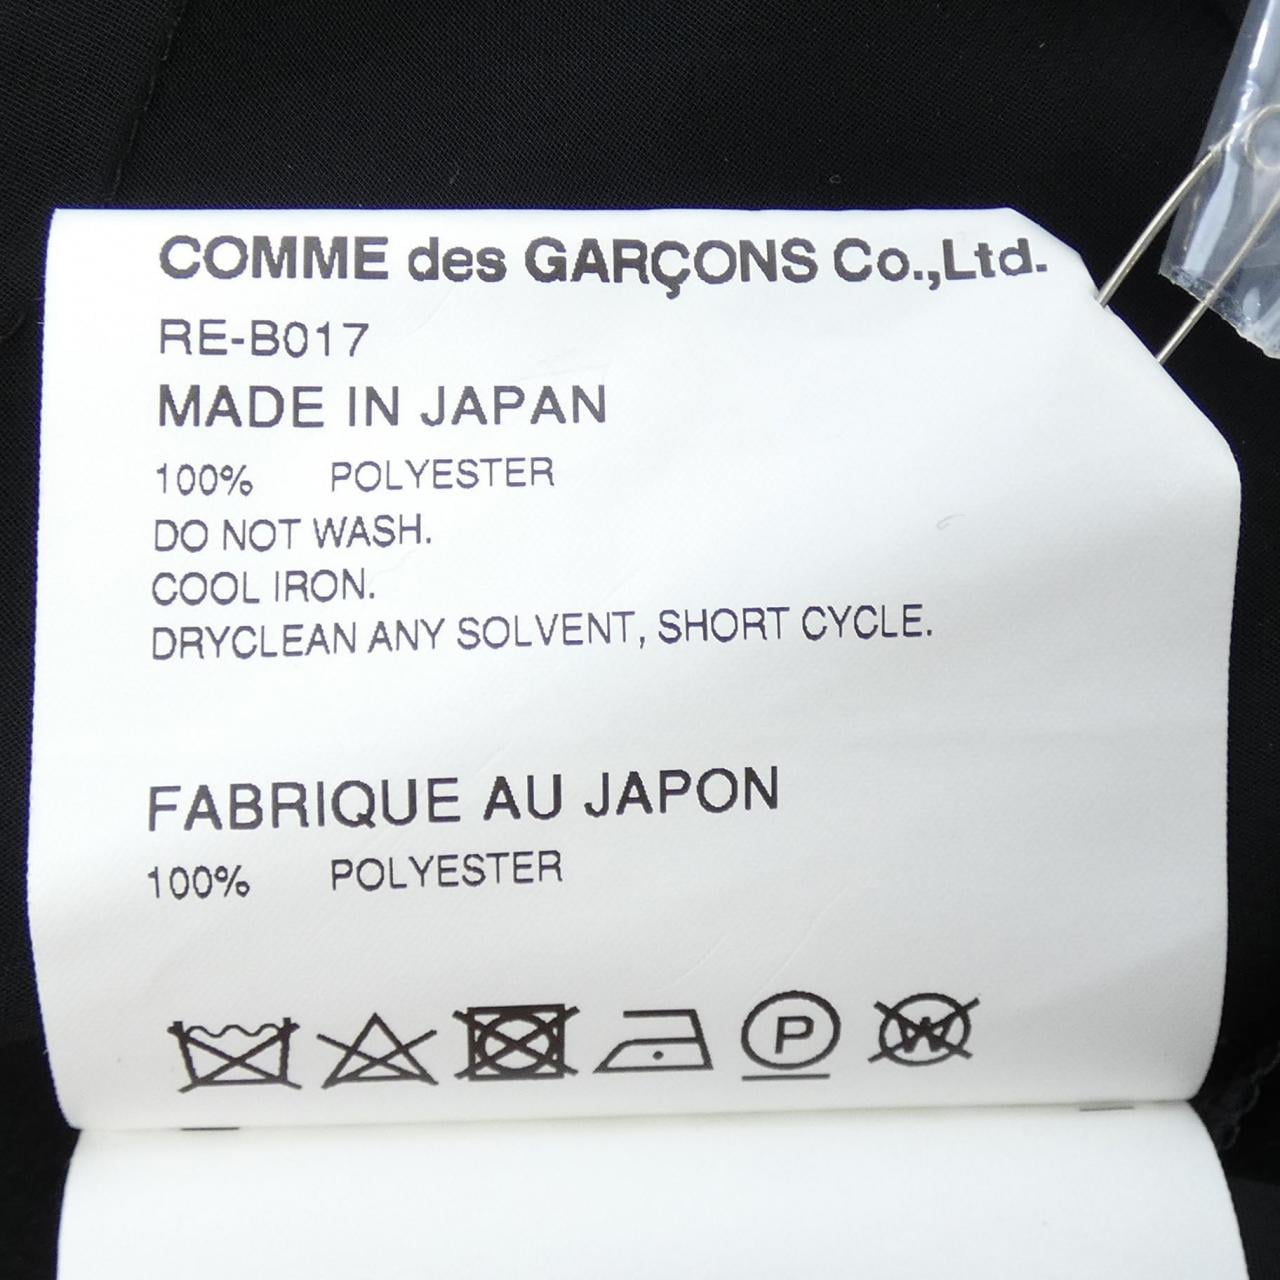 COMME des GARÇONS Co.,Ltd.
RE-B017
MADE IN JAPAN
100% POLYESTER
DO NOT WASH.
COOL IRON.
DRYCLEAN ANY SOLVENT, SHORT CYCLE.
FABRIQUE AU JAPON
100% POLYESTER
P W